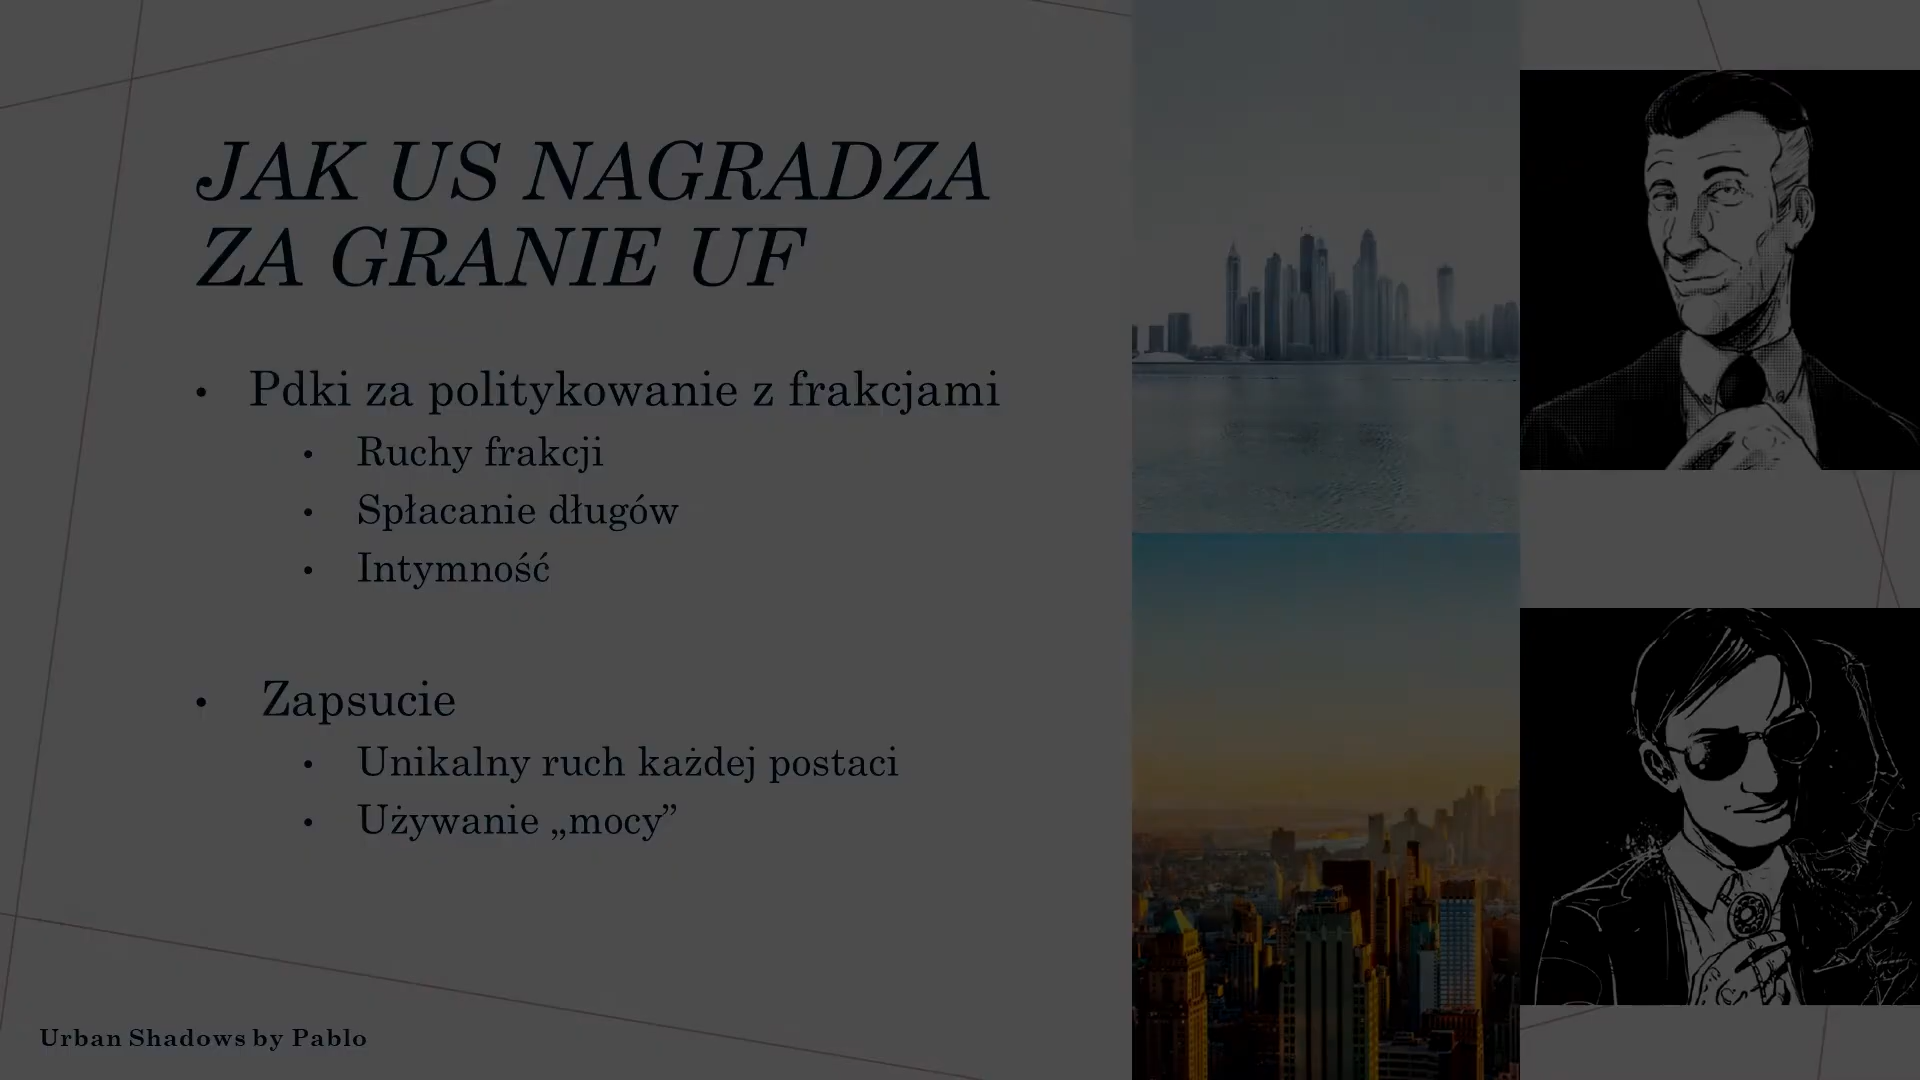 JAK US NAGRADZA
ZA GRANIE UF
• Pdki za politykowanie z frakcjami
• Ruchy frakcji
• Spłacanie długów
• Intymność
• Zapsucie
• Unikalny ruch każdej postaci
• Używanie „mocy”
Urban Shadows by Pablo